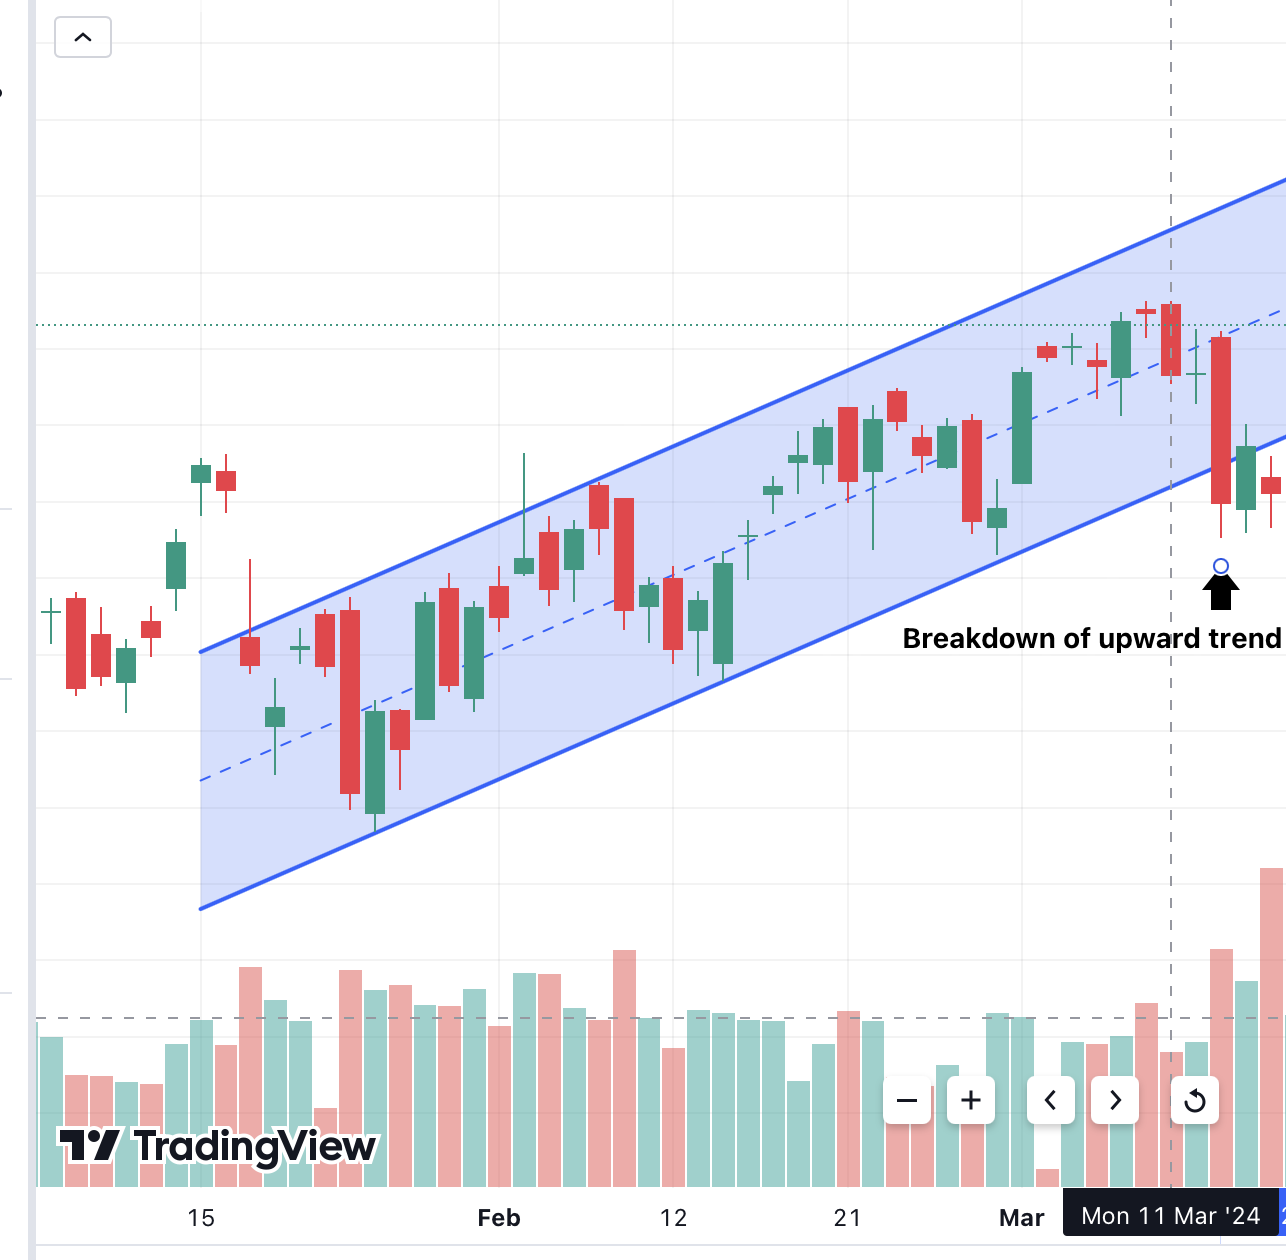 Breakdown of upward trend
TradingView
15
Feb
12
21
Mar
Mon 11 Mar '24